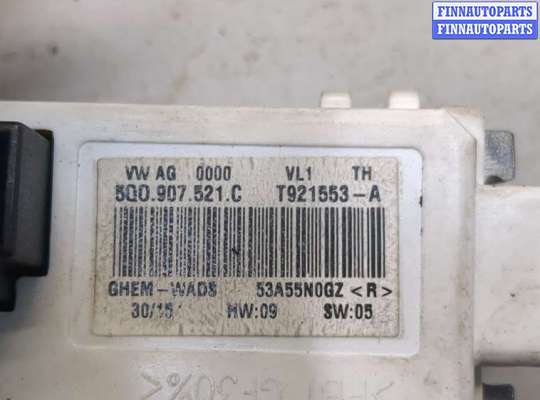 FINNAUTOPARTS
FINNAUTOPARTS
VW AG 0000 VL1 TH
5Q0.907.521.C T921553-A
GHEM-WADS 53A55N0GZ <R>
30/15 HW:09 SW:05